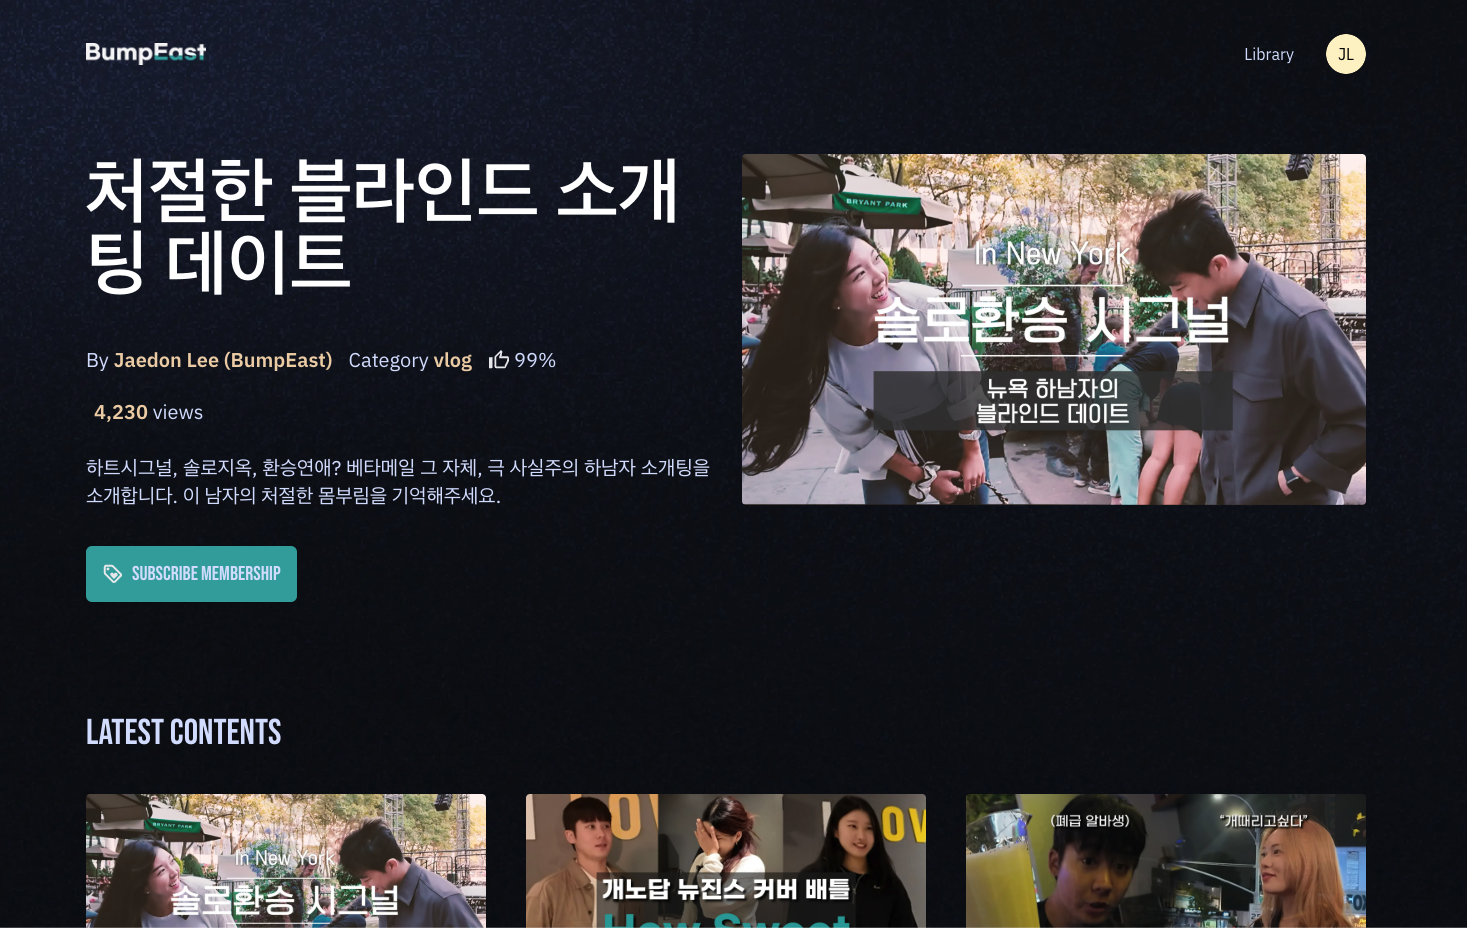 BumpEast
Library
JL
처절한 블라인드 소개
팅 데이트
By Jaedon Lee (BumpEast) Category vlog 99%
4,230 views
하트시그널, 솔로지옥, 환승연애? 베타메일 그 자체, 극 사실주의 하남자 소개팅을
소개합니다. 이 남자의 처절한 몸부림을 기억해주세요.
SUBSCRIBE MEMBERSHIP
BRYANT PARK
In New York
솔로환승 시그널
뉴욕 하남자의
블라인드 데이트
LATEST CONTENTS
BRYANT PARK
In New York
솔로환승 시그널
개노답 뉴진스 커버 배틀
How Sweet
(폐급 알바생)
"개때리고싶다"